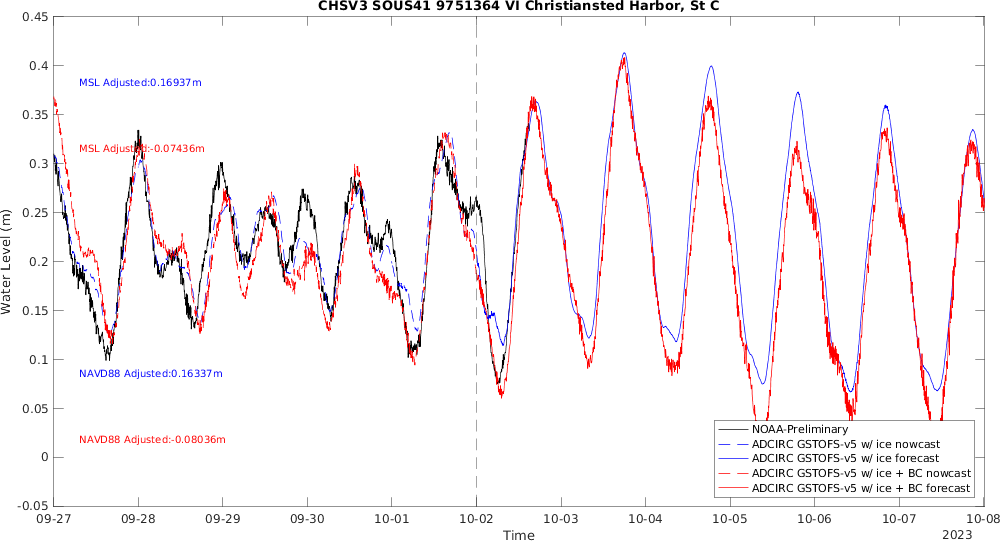 CHSV3 SOUS41 9751364 VI Christiansted Harbor, St C
0.45
0.4
0.35
0.3
0.25
0.2
0.15
0.1
0.05
0
-0.05
Water Level (m)
MSL Adjusted:0.16937m
MSL Adjusted:-0.07436m
NAVD88 Adjusted:0.16337m
NAVD88 Adjusted:-0.08036m
NOAA-Preliminary
ADCIRC GSTOFS-v5 w/ ice nowcast
ADCIRC GSTOFS-v5 w/ ice forecast
ADCIRC GSTOFS-v5 w/ ice + BC nowcast
ADCIRC GSTOFS-v5 w/ ice + BC forecast
09-27 09-28 09-29 09-30 10-01 10-02 10-03 10-04 10-05 10-06 10-07 10-08
Time
2023